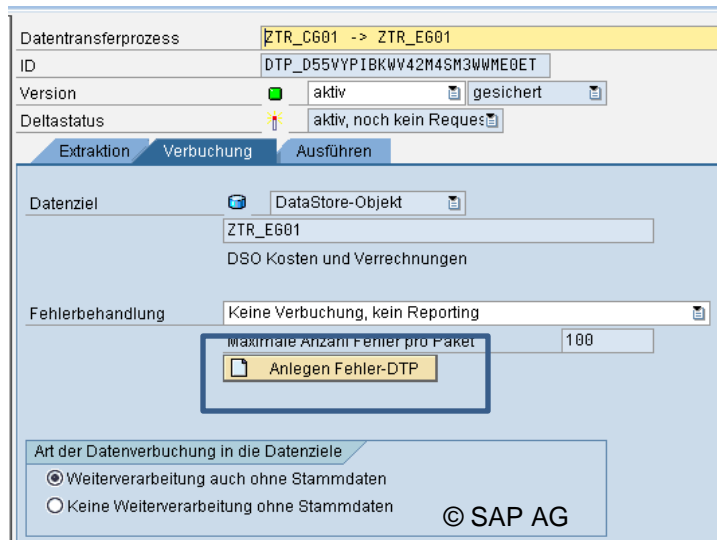 Datentransferprozess ZTR_CG01 -> ZTR_EG01
ID DTP_D55VYPIBKWV42M4SM3WWME0ET
Version aktiv gesichert
Deltastatus aktiv, noch kein Reques
Extraktion Verbuchung Ausführen
Datenziel DataStore-Objekt
ZTR_EG01
DSO Kosten und Verrechnungen
Fehlerbehandlung Keine Verbuchung, kein Reporting
Maximale Anzahl Fehler pro Paket 100
Anlegen Fehler-DTP
Art der Datenverbuchung in die Datenziele
Weiterverarbeitung auch ohne Stammdaten
Keine Weiterverarbeitung ohne Stammdaten
© SAP AG